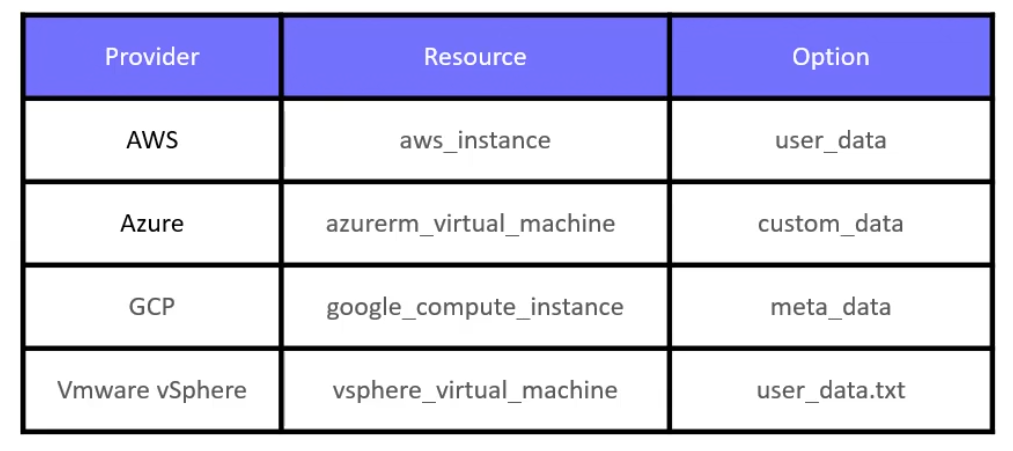 Provider Resource Option
AWS aws_instance user_data
Azure azurerm_virtual_machine custom_data
GCP google_compute_instance meta_data
Vmware vSphere vsphere_virtual_machine user_data.txt